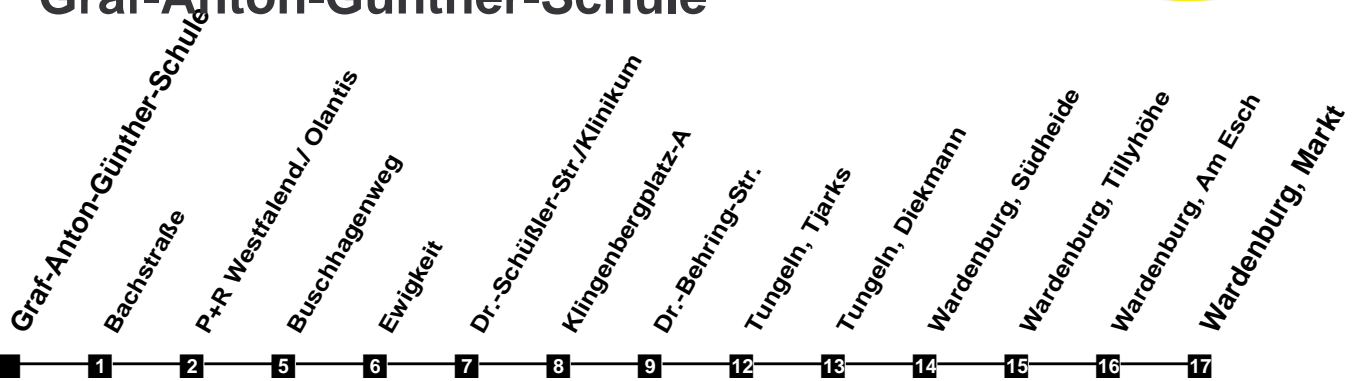 Graf-Anton-Günther-Schule
Graf-Anton-Günther-Schule
Bachstraße
P+R Westfalend./ Olantis
Buschhagenweg
Ewigkeit
Dr.-Schüßler-Str./Klinikum
Klingenbergplatz-A
Dr.-Behring-Str.
Tungeln, Tjarks
Tungeln, Diekmann
Wardenburg, Südheide
Wardenburg, Tillyhöhe
Wardenburg, Am Esch
Wardenburg, Markt
1 2 5 6 7 8 9 12 13 14 15 16 17